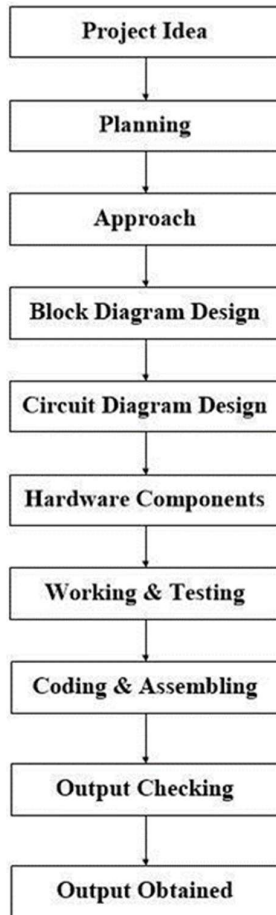 Project Idea
Planning
Approach
Block Diagram Design
Circuit Diagram Design
Hardware Components
Working & Testing
Coding & Assembling
Output Checking
Output Obtained